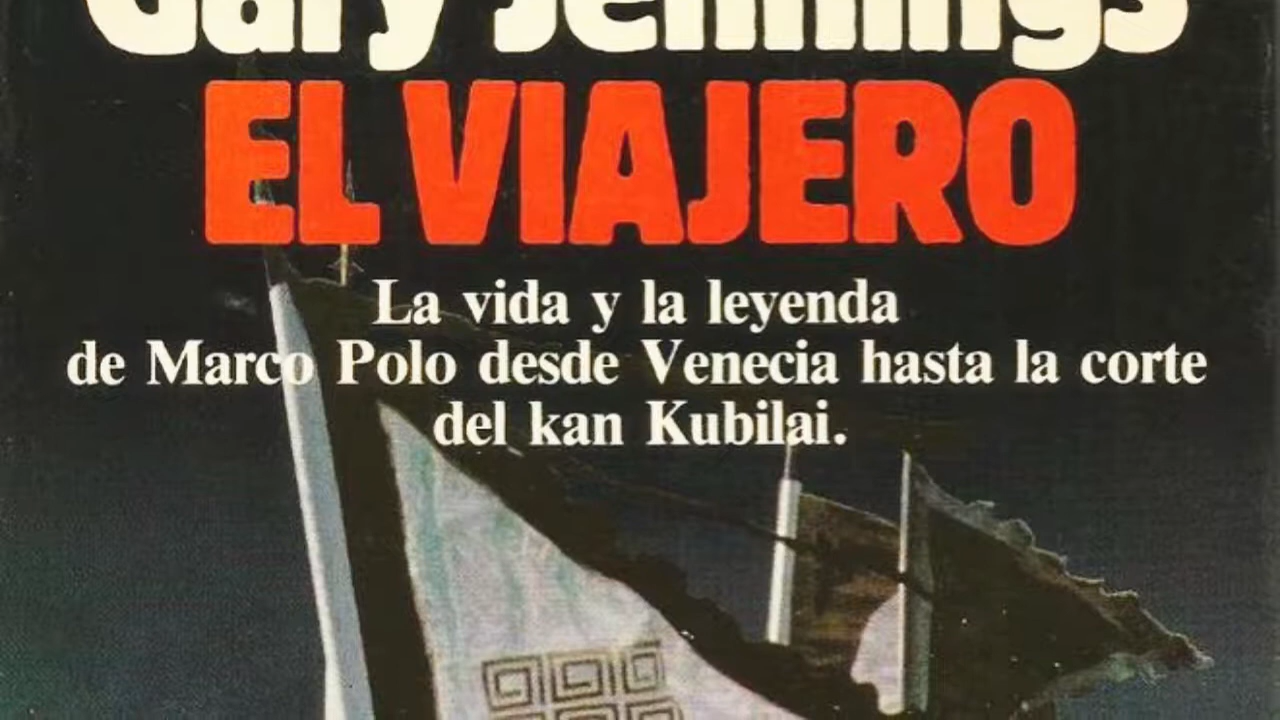 Gary Jennings
EL VIAJERO
La vida y la leyenda
de Marco Polo desde Venecia hasta la corte
del kan Kubilai.